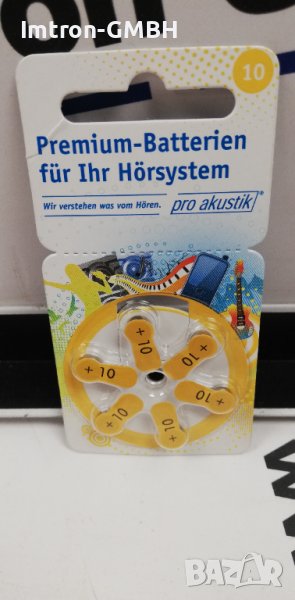 Imtron-GMBH
10
Premium-Batterien
für Ihr Hörsystem
Wir verstehen was vom Hören.
pro akustik®
+ 10
+ 10
+ 10
+ 10
+ 10
+ 10
BAZAR